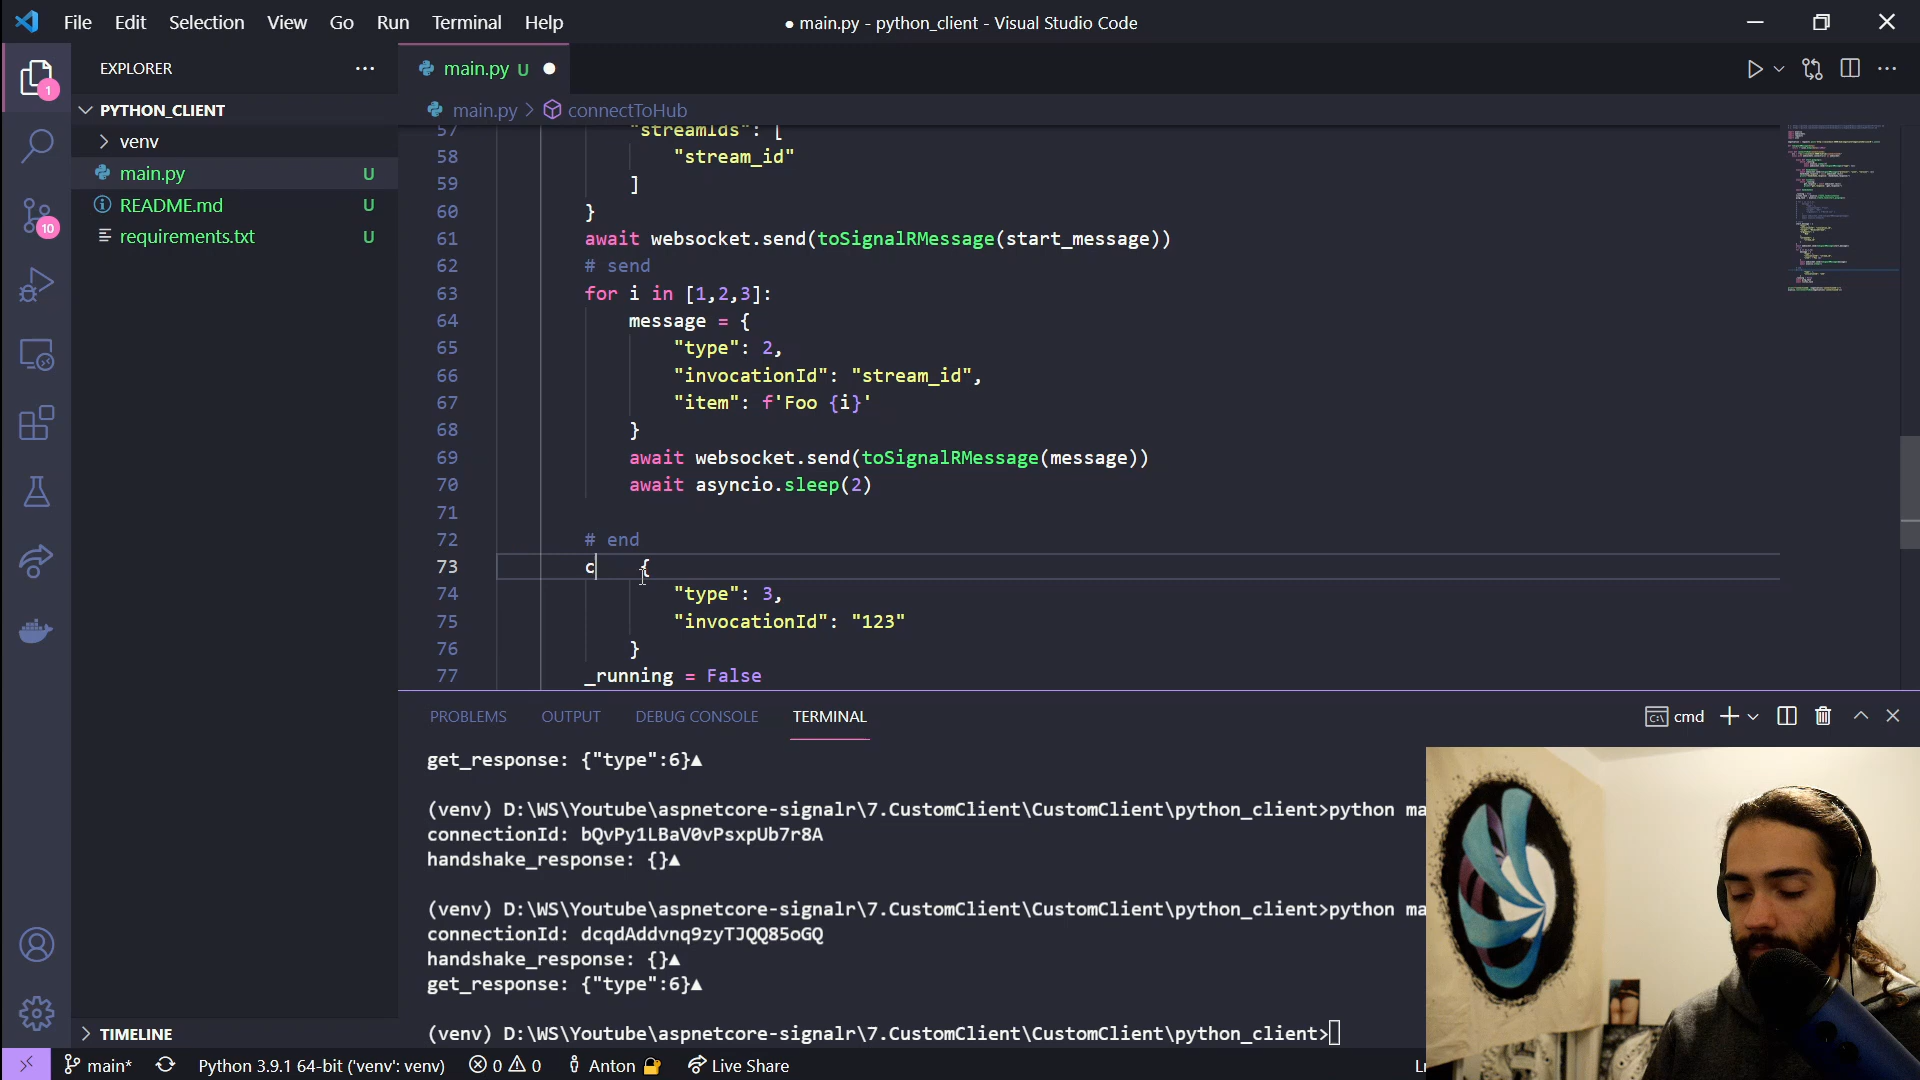 File Edit Selection View Go Run Terminal Help
● main.py - python_client - Visual Studio Code
EXPLORER
main.py U
PYTHON_CLIENT
main.py > connectToHub
venv
main.py U
README.md U
requirements.txt U
1
10
57 "streamIds": [
58 "stream_id"
59 ]
60 }
61 await websocket.send(toSignalRMessage(start_message))
62 # send
63 for i in [1,2,3]:
64 message = {
65 "type": 2,
66 "invocationId": "stream_id",
67 "item": f'Foo {i}'
68 }
69 await websocket.send(toSignalRMessage(message))
70 await asyncio.sleep(2)
71
72 # end
73 c {
74 "type": 3,
75 "invocationId": "123"
76 }
77 _running = False
PROBLEMS OUTPUT DEBUG CONSOLE TERMINAL
cmd
get_response: {"type":6}▲
(venv) D:\WS\Youtube\aspnetcore-signalr\7.CustomClient\CustomClient\python_client>python ma
connectionId: bQvPy1LBaV0vPsxpUb7r8A
handshake_response: {}▲
(venv) D:\WS\Youtube\aspnetcore-signalr\7.CustomClient\CustomClient\python_client>python ma
connectionId: dcqdAddvnq9zyTJQQ85oGQ
handshake_response: {}▲
get_response: {"type":6}▲
(venv) D:\WS\Youtube\aspnetcore-signalr\7.CustomClient\CustomClient\python_client>
TIMELINE
main* Python 3.9.1 64-bit ('venv': venv) 0 0 Anton Live Share